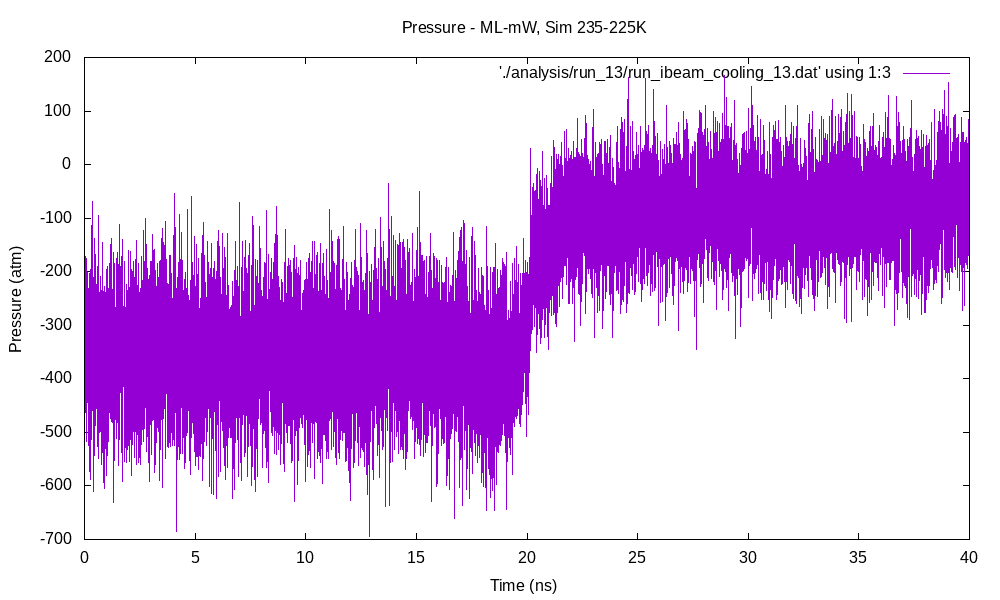 Pressure - ML-mW, Sim 235-225K
'./analysis/run_13/run_ibeam_cooling_13.dat' using 1:3
200
100
0
-100
-200
-300
-400
-500
-600
-700
Pressure (atm)
0 5 10 15 20 25 30 35 40
Time (ns)